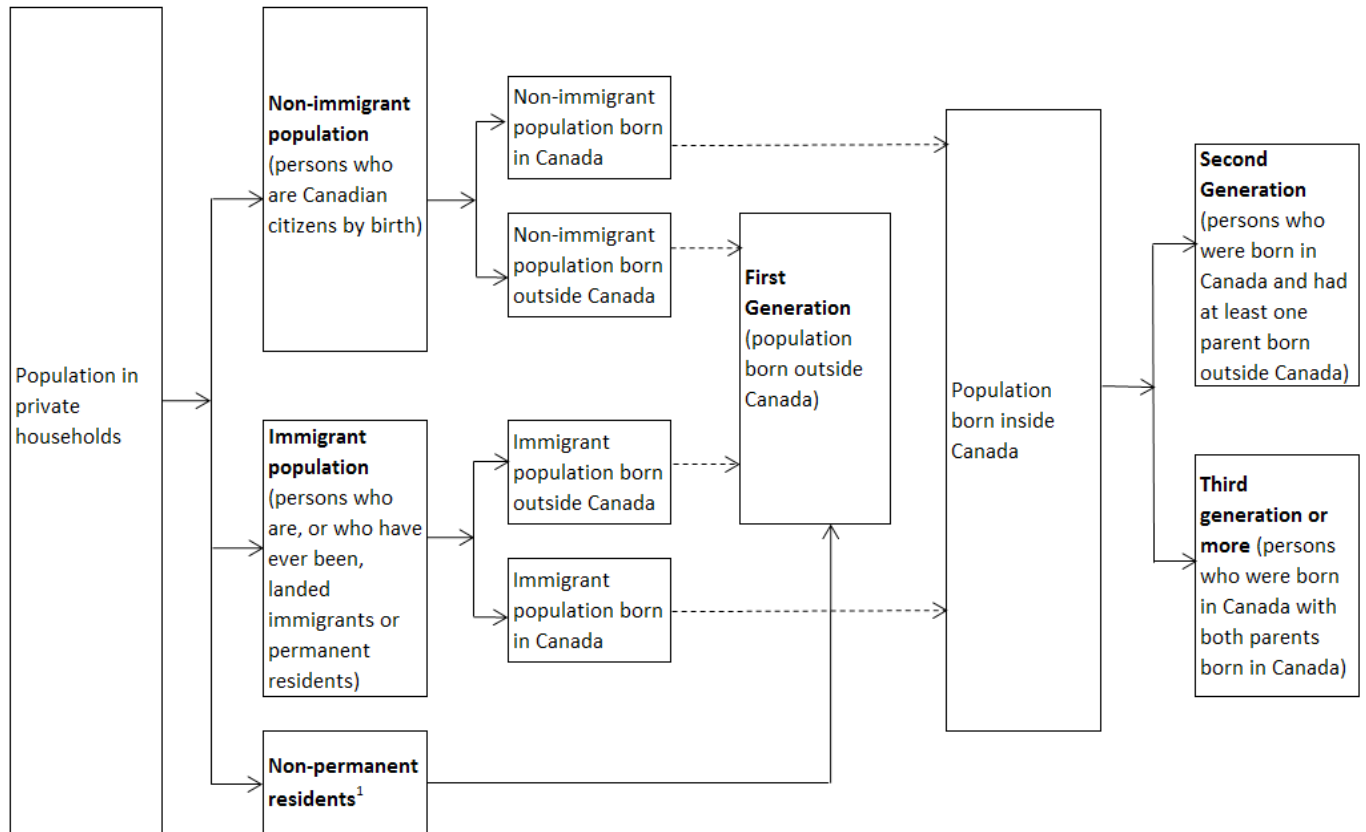 Population in
private
households
Non-immigrant
population
(persons who
are Canadian
citizens by birth)
Immigrant
population
(persons who
are, or who have
ever been,
landed
immigrants or
permanent
residents)
Non-permanent
residents¹
Non-immigrant
population born
in Canada
Non-immigrant
population born
outside Canada
Immigrant
population born
outside Canada
Immigrant
population born
in Canada
First
Generation
(population
born outside
Canada)
Population
born inside
Canada
Second
Generation
(persons who
were born in
Canada and had
at least one
parent born
outside Canada)
Third
generation or
more (persons
who were born
in Canada with
both parents
born in Canada)